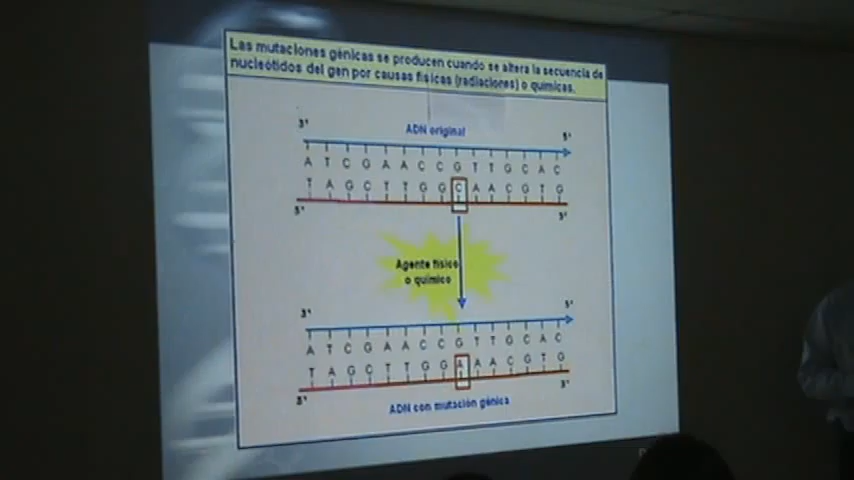 Las mutaciones génicas se producen cuando se altera la secuencia de
nucleótidos del gen por causas físicas (radiaciones) o químicas.
3' ADN original 5'
A T C G A A C C G T T G C A C
T A G C T T G G C A A C G T G
5' 3'
Agente físico
o químico
3' 5'
A T C G A A C C G T T G C A C
T A G C T T G G A A A C G T G
5' 3'
ADN con mutación génica